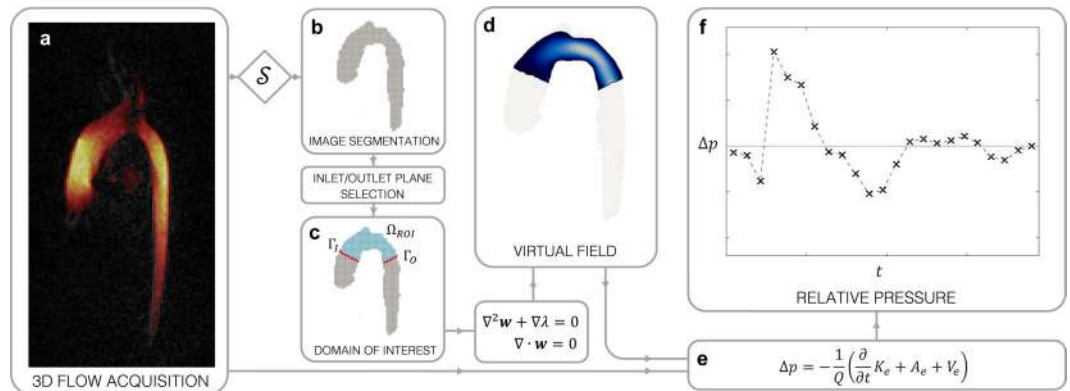 a
3D FLOW ACQUISITION
S
b
IMAGE SEGMENTATION
INLET/OUTLET PLANE
SELECTION
c
Ω_ROI
Γ_I
Γ_O
DOMAIN OF INTEREST
∇²w + ∇λ = 0
∇ · w = 0
d
VIRTUAL FIELD
e
Δp = −1/Q (∂/∂t K_e + A_e + V_e)
f
Δp
t
RELATIVE PRESSURE